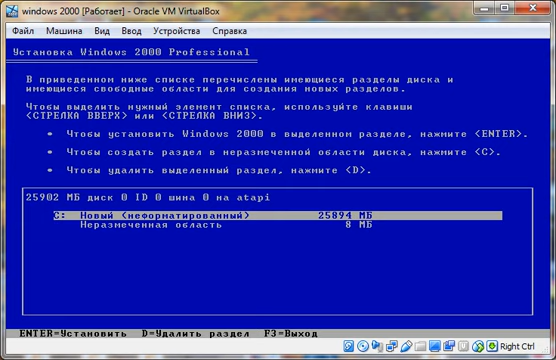 windows 2000 [Работает] - Oracle VM VirtualBox
Файл Машина Вид Ввод Устройства Справка
Установка Windows 2000 Professional
В приведенном ниже списке перечислены имеющиеся разделы диска и
имеющиеся свободные области для создания новых разделов.
Чтобы выделить нужный элемент списка, используйте клавиши
<СТРЕЛКА ВВЕРХ> или <СТРЕЛКА ВНИЗ>.
• Чтобы установить Windows 2000 в выделенном разделе, нажмите <ENTER>.
• Чтобы создать раздел в неразмеченной области диска, нажмите <C>.
• Чтобы удалить выделенный раздел, нажмите <D>.
25902 МБ диск 0 ID 0 шина 0 на atapi
C: Новый (неформатированный) 25894 МБ
Неразмеченная область 8 МБ
ENTER=Установить D=Удалить раздел F3=Выход
Right Ctrl